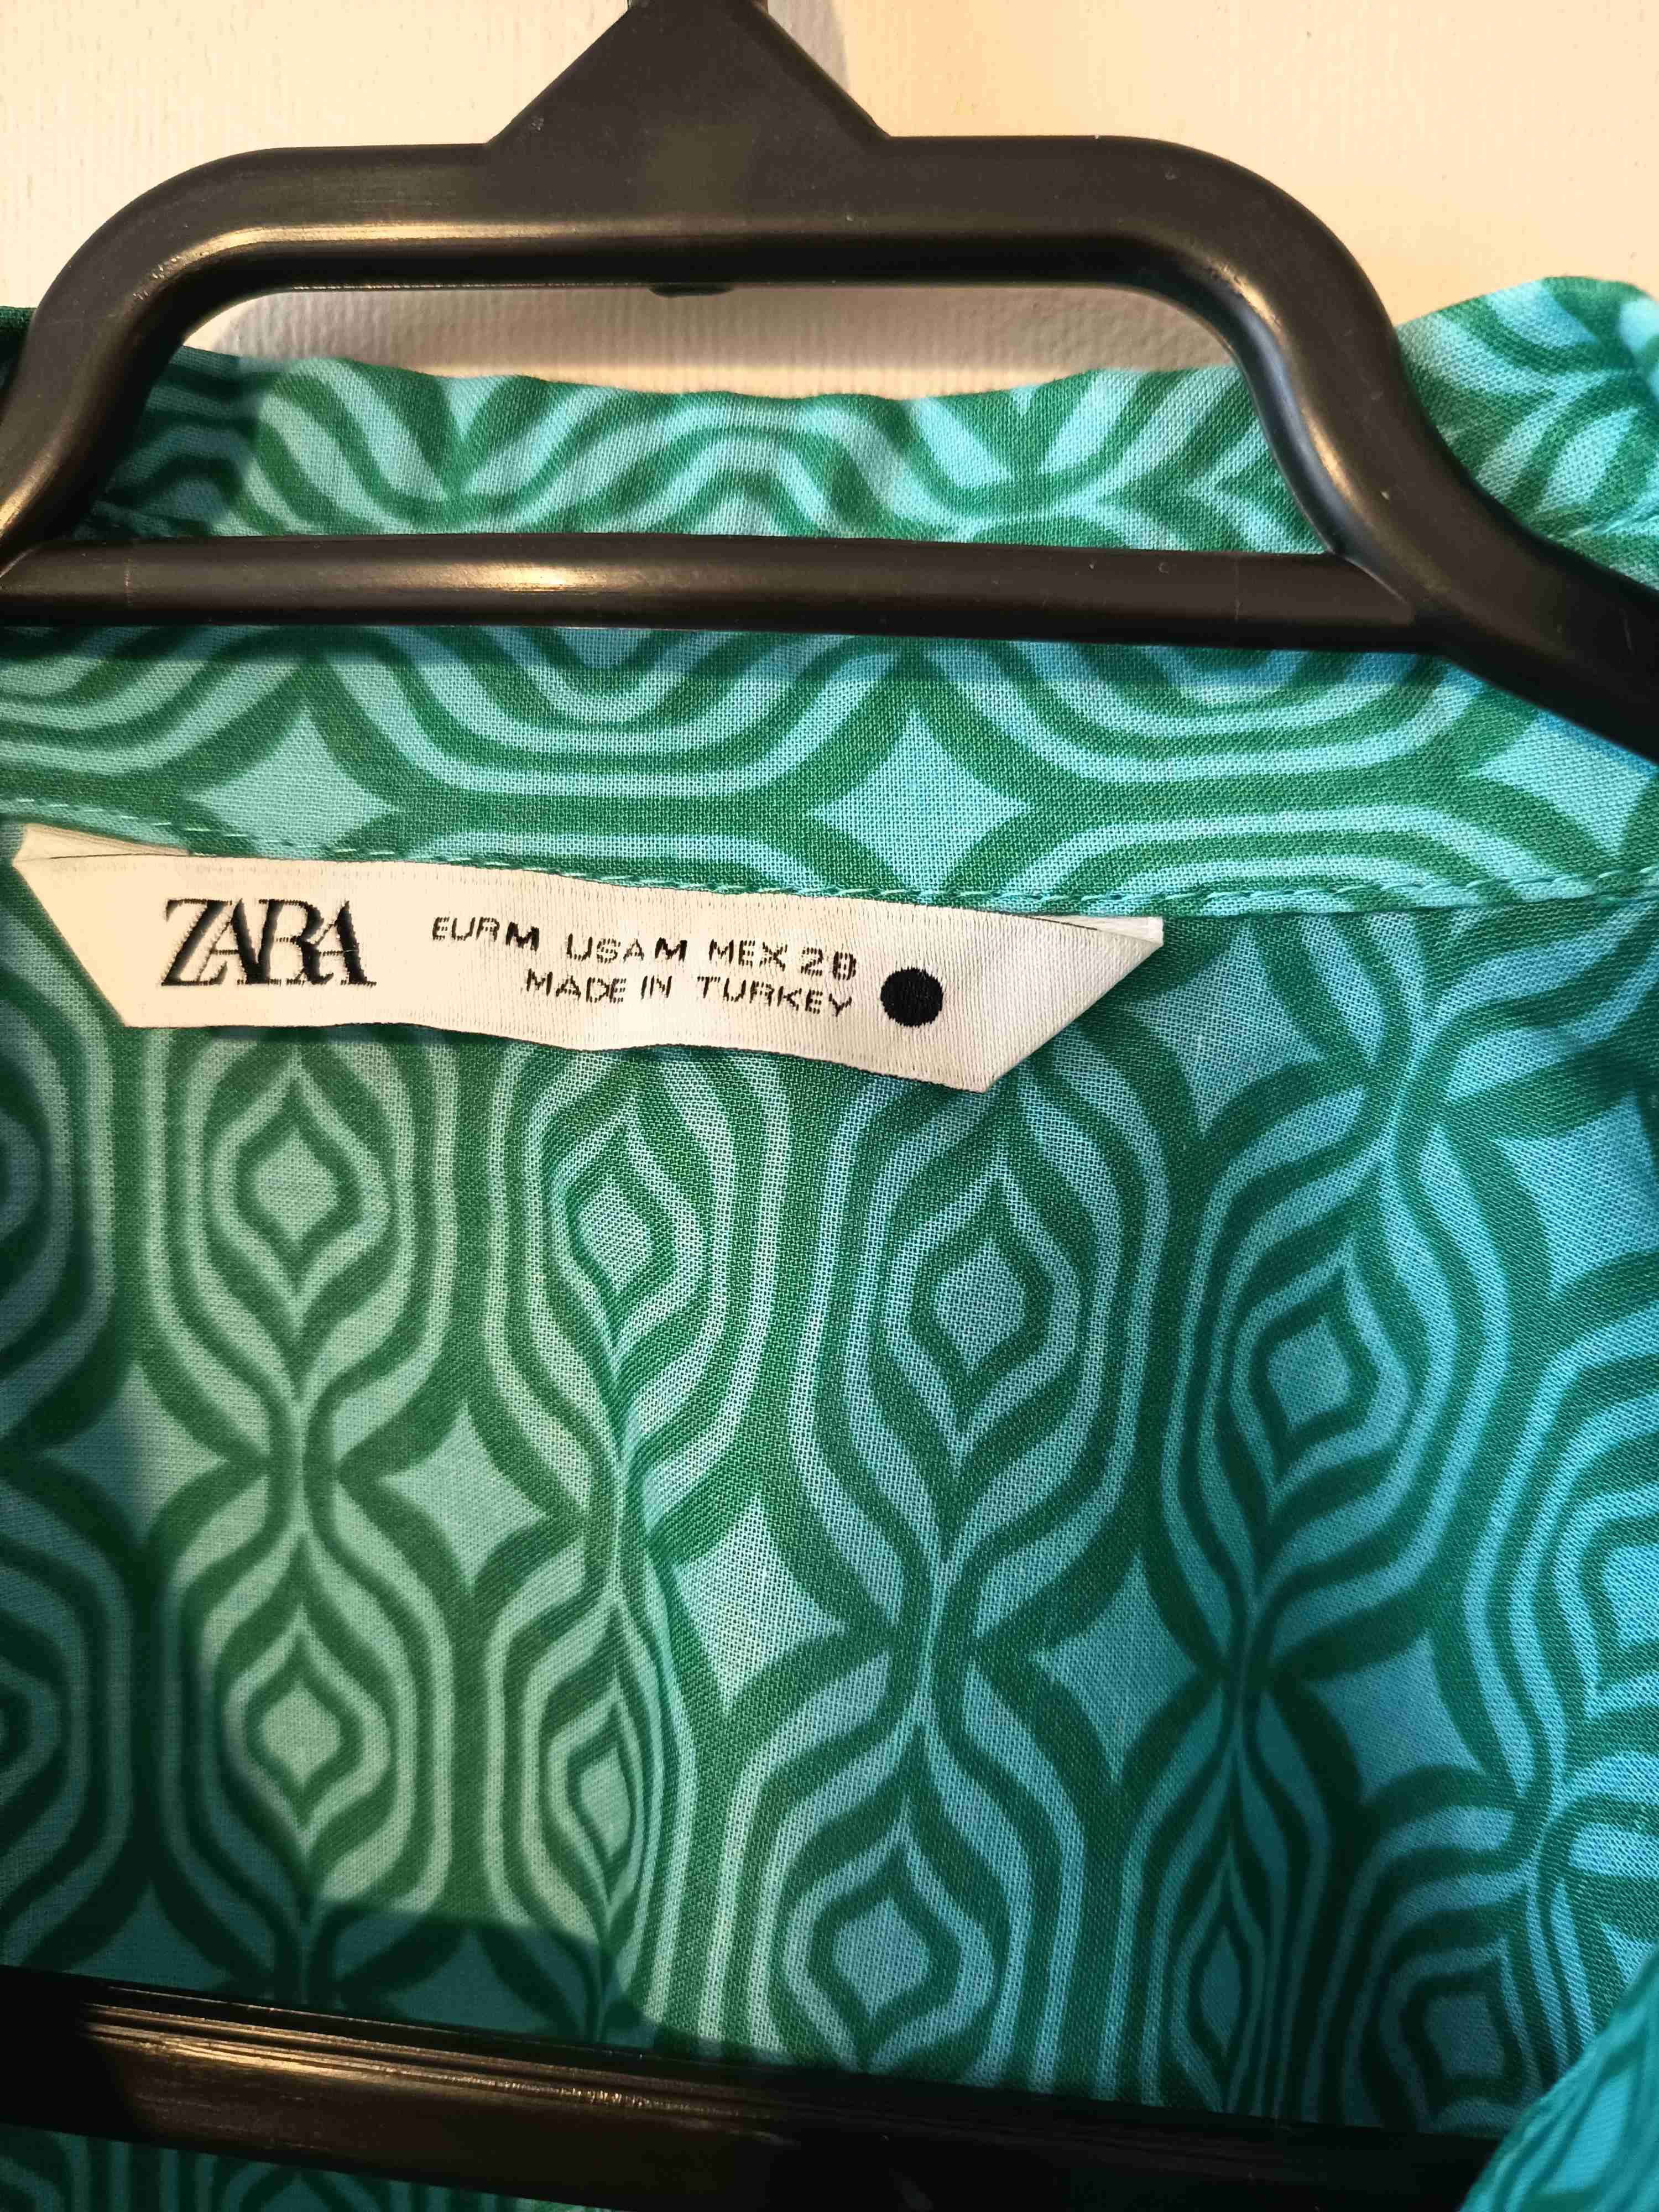 ZARA
EUR M USA M MEX 28
MADE IN TURKEY